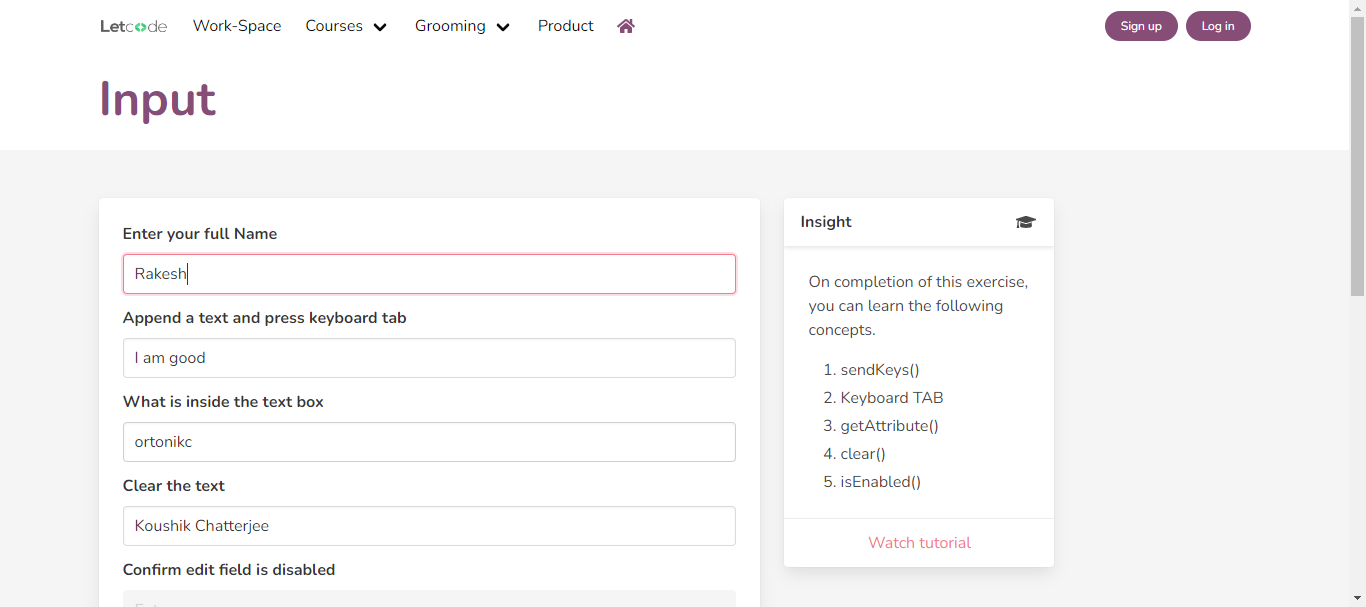 Letcode Work-Space Courses Grooming Product Sign up Log in
Input
Enter your full Name
Rakesh
Append a text and press keyboard tab
I am good
What is inside the text box
ortonikc
Clear the text
Koushik Chatterjee
Confirm edit field is disabled
Insight
On completion of this exercise,
you can learn the following
concepts.
1. sendKeys()
2. Keyboard TAB
3. getAttribute()
4. clear()
5. isEnabled()
Watch tutorial